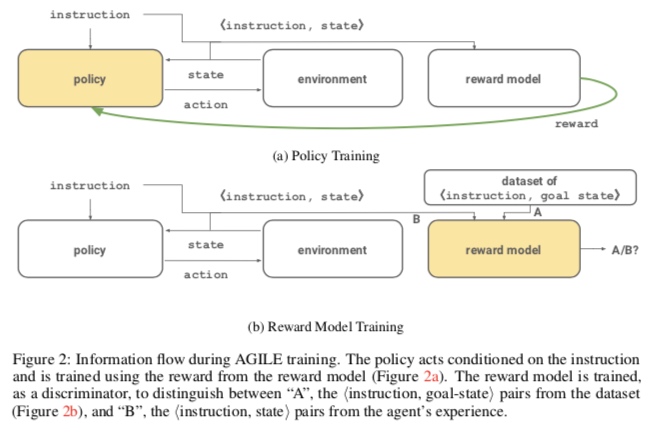 instruction
⟨instruction, state⟩
policy
state
action
environment
reward model
reward
(a) Policy Training
instruction
⟨instruction, state⟩
dataset of
⟨instruction, goal state⟩
B
A
policy
state
action
environment
reward model
A/B?
(b) Reward Model Training
Figure 2: Information flow during AGILE training. The policy acts conditioned on the instruction
and is trained using the reward from the reward model (Figure 2a). The reward model is trained,
as a discriminator, to distinguish between “A”, the ⟨instruction, goal-state⟩ pairs from the dataset
(Figure 2b), and “B”, the ⟨instruction, state⟩ pairs from the agent’s experience.